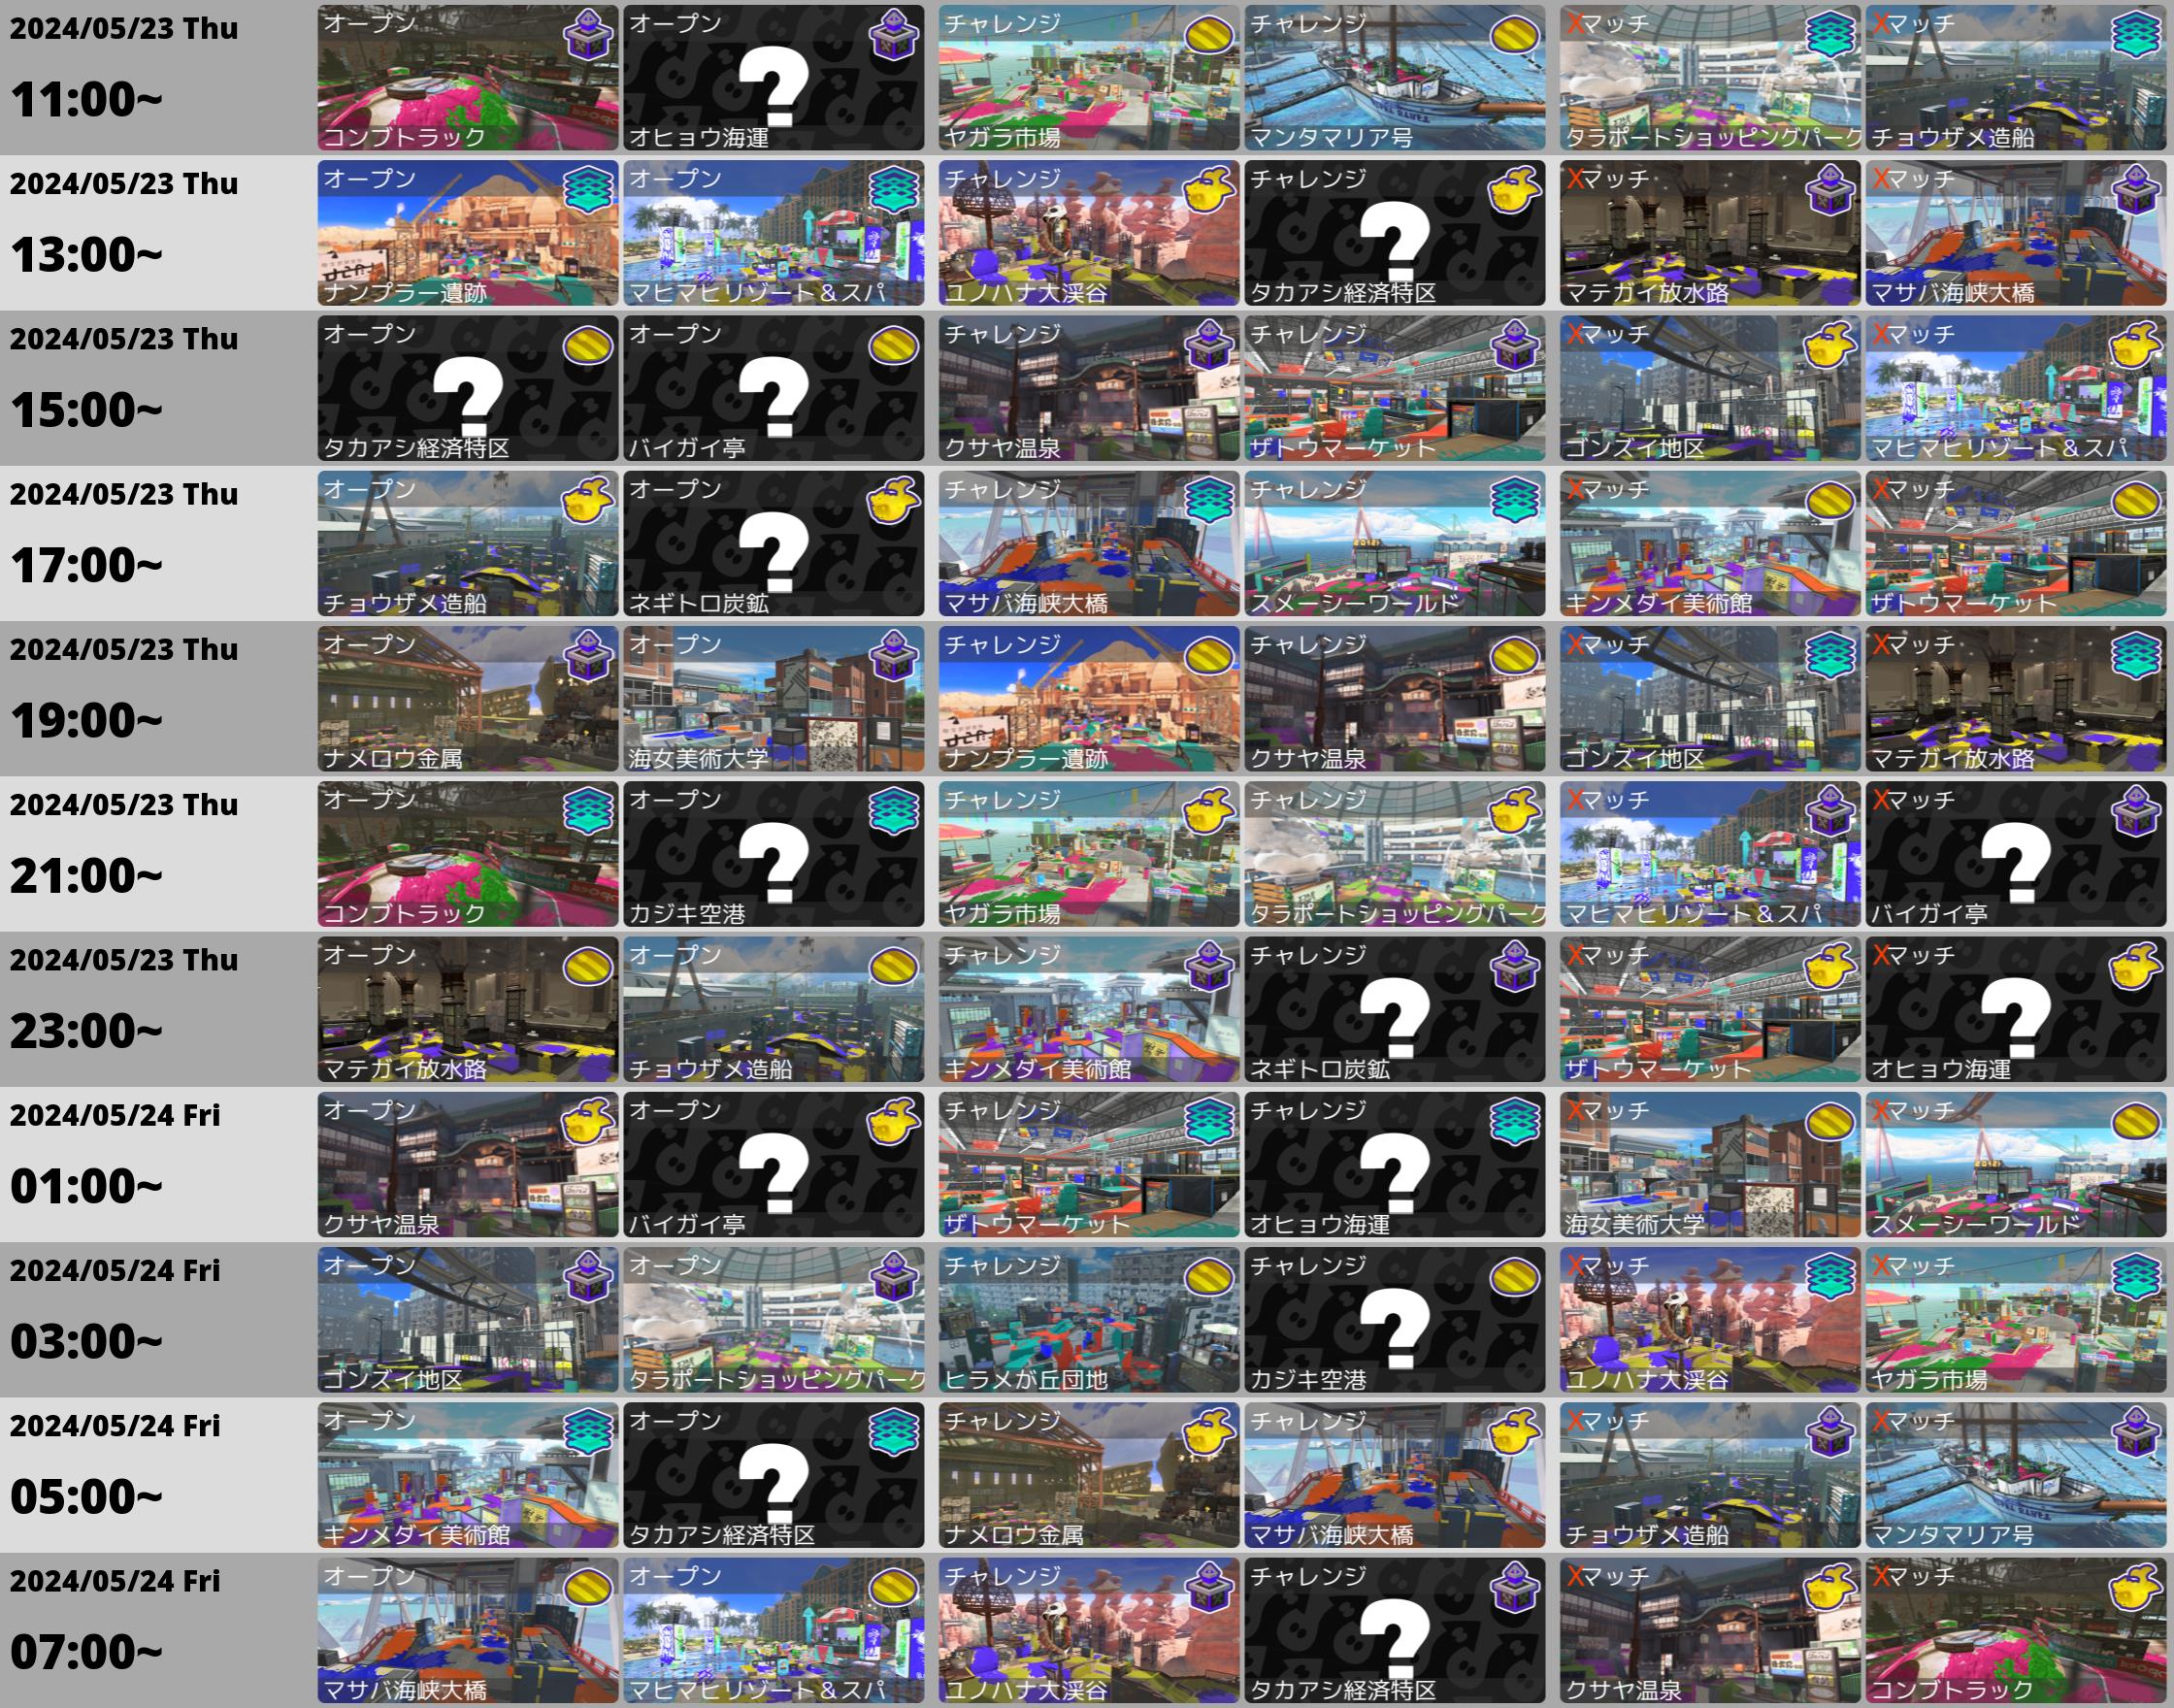 2024/05/23 Thu
11:00~
オープン
コンブトラック
オープン
オヒョウ海運
チャレンジ
ヤガラ市場
チャレンジ
マンタマリア号
Xマッチ
タラポートショッピングパーク
Xマッチ
チョウザメ造船
2024/05/23 Thu
13:00~
オープン
ナンプラー遺跡
オープン
マヒマヒリゾート&スパ
チャレンジ
ユノハナ大渓谷
チャレンジ
タカアシ経済特区
Xマッチ
マテガイ放水路
Xマッチ
マサバ海峡大橋
2024/05/23 Thu
15:00~
オープン
タカアシ経済特区
オープン
バイガイ亭
チャレンジ
クサヤ温泉
チャレンジ
ザトウマーケット
Xマッチ
ゴンズイ地区
Xマッチ
マヒマヒリゾート&スパ
2024/05/23 Thu
17:00~
オープン
チョウザメ造船
オープン
ネギトロ炭鉱
チャレンジ
マサバ海峡大橋
チャレンジ
スメーシーワールド
Xマッチ
キンメダイ美術館
Xマッチ
ザトウマーケット
2024/05/23 Thu
19:00~
オープン
ナメロウ金属
オープン
海女美術大学
チャレンジ
ナンプラー遺跡
チャレンジ
クサヤ温泉
Xマッチ
ゴンズイ地区
Xマッチ
マテガイ放水路
2024/05/23 Thu
21:00~
オープン
コンブトラック
オープン
カジキ空港
チャレンジ
ヤガラ市場
チャレンジ
タラポートショッピングパーク
Xマッチ
マヒマヒリゾート&スパ
Xマッチ
バイガイ亭
2024/05/23 Thu
23:00~
オープン
マテガイ放水路
オープン
チョウザメ造船
チャレンジ
キンメダイ美術館
チャレンジ
ネギトロ炭鉱
Xマッチ
ザトウマーケット
Xマッチ
オヒョウ海運
2024/05/24 Fri
01:00~
オープン
クサヤ温泉
オープン
バイガイ亭
チャレンジ
ザトウマーケット
チャレンジ
オヒョウ海運
Xマッチ
海女美術大学
Xマッチ
スメーシーワールド
2024/05/24 Fri
03:00~
オープン
ゴンズイ地区
オープン
タラポートショッピングパーク
チャレンジ
ヒラメが丘団地
チャレンジ
カジキ空港
Xマッチ
ユノハナ大渓谷
Xマッチ
ヤガラ市場
2024/05/24 Fri
05:00~
オープン
キンメダイ美術館
オープン
タカアシ経済特区
チャレンジ
ナメロウ金属
チャレンジ
マサバ海峡大橋
Xマッチ
チョウザメ造船
Xマッチ
マンタマリア号
2024/05/24 Fri
07:00~
オープン
マサバ海峡大橋
オープン
マヒマヒリゾート&スパ
チャレンジ
ユノハナ大渓谷
チャレンジ
タカアシ経済特区
Xマッチ
クサヤ温泉
Xマッチ
コンブトラック